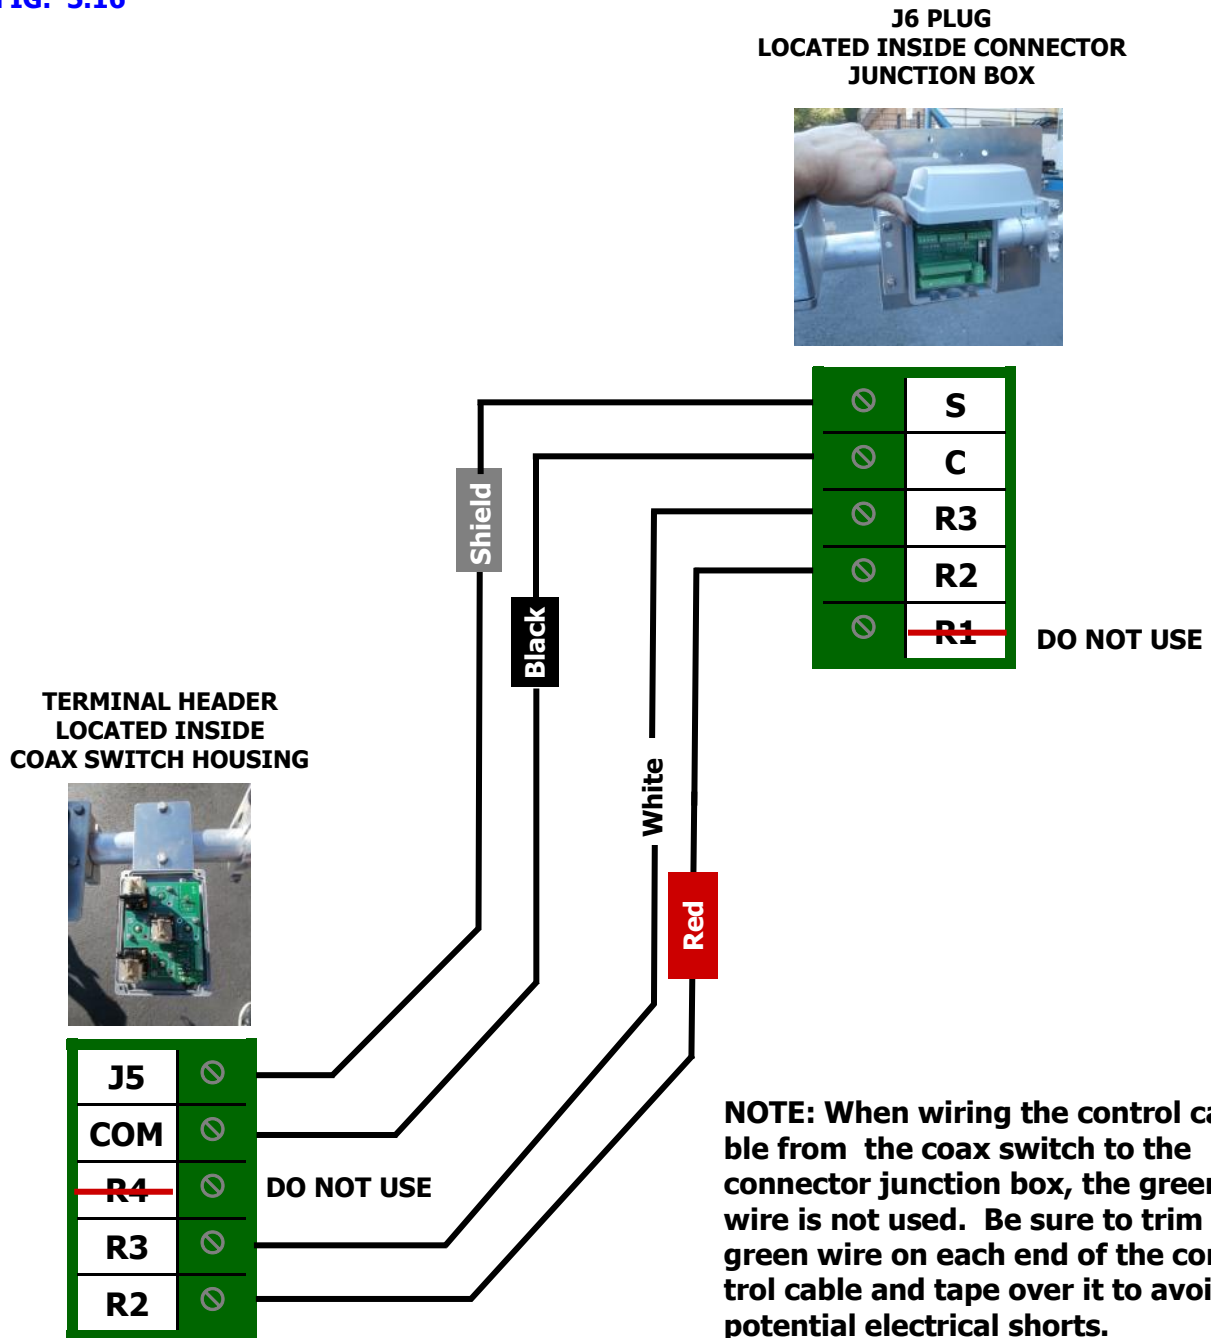 FIG. 3.16
J6 PLUG
LOCATED INSIDE CONNECTOR
JUNCTION BOX
S
C
R3
R2
R1
DO NOT USE
Shield
Black
White
Red
TERMINAL HEADER
LOCATED INSIDE
COAX SWITCH HOUSING
J5
COM
R4
DO NOT USE
R3
R2
NOTE: When wiring the control ca
ble from the coax switch to the
connector junction box, the green
wire is not used. Be sure to trim
green wire on each end of the con
trol cable and tape over it to avoi
potential electrical shorts.